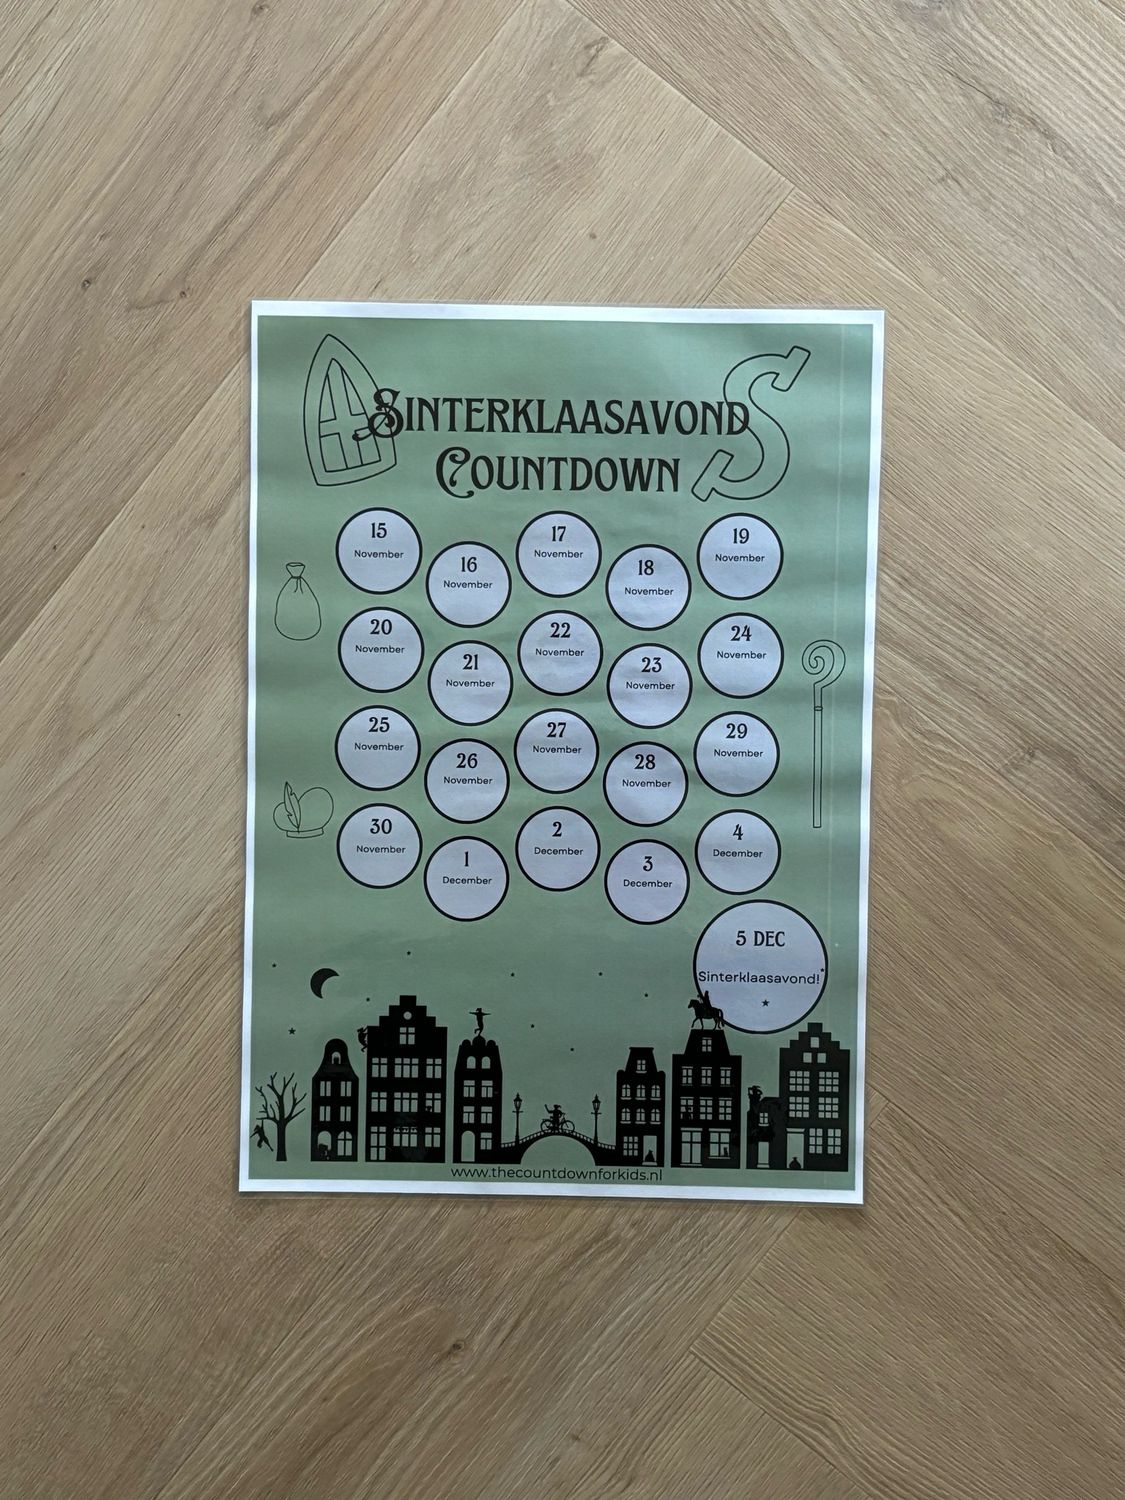 Sinterklaasavond
Countdown
15
November
16
November
17
November
18
November
19
November
20
November
21
November
22
November
23
November
24
November
25
November
26
November
27
November
28
November
29
November
30
November
1
December
2
December
3
December
4
December
5 DEC
Sinterklaasavond!
www.thecountdownforkids.nl